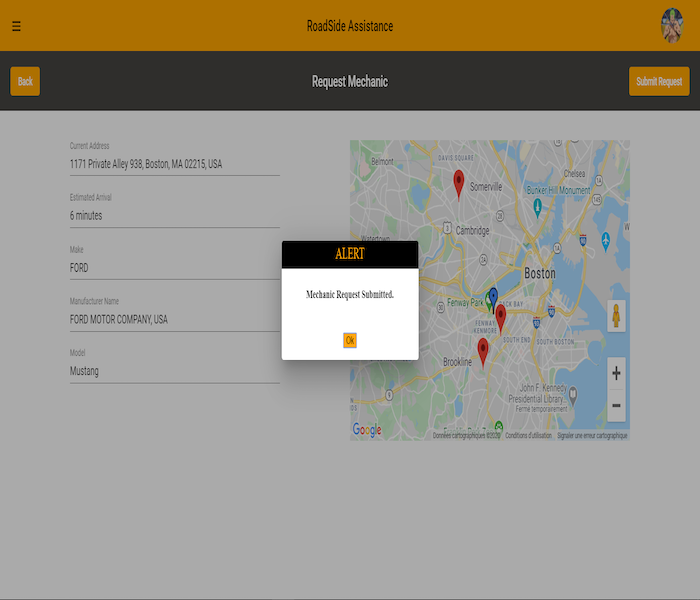 RoadSide Assistance
Back
Request Mechanic
Submit Request
Current Address
1171 Private Alley 938, Boston, MA 02215, USA
Estimated Arrival
6 minutes
Make
FORD
Manufacturer Name
FORD MOTOR COMPANY, USA
Model
Mustang
ALERT
Mechanic Request Submitted.
Ok
Belmont
DAVIS SQUARE
Somerville
Chelsea
Bunker Hill Monument
Watertown
Cambridge
Boston
Fenway Park
BACK BAY
FENWAY
KENMORE
SOUTH END
SOUTH BOSTON
Brookline
John F. Kennedy
Presidential Library...
Fermé temporairement
Google
Données cartographiques ©2020
Conditions d'utilisation
Signaler une erreur cartographique